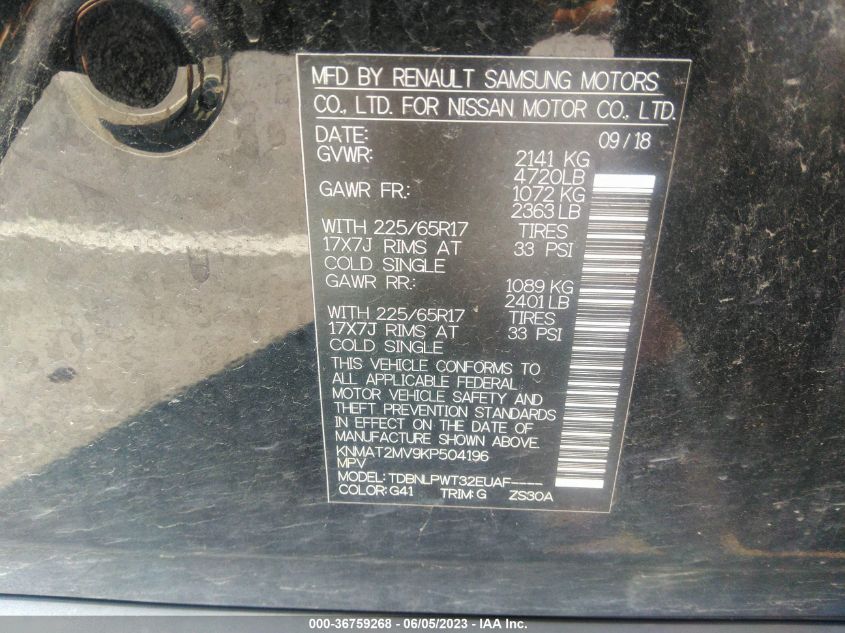 MFD BY RENAULT SAMSUNG MOTORS
CO., LTD. FOR NISSAN MOTOR CO., LTD.
DATE: 09/18
GVWR: 2141 KG
4720LB
GAWR FR: 1072 KG
2363 LB
WITH 225/65R17 TIRES
17X7J RIMS AT 33 PSI
COLD SINGLE
GAWR RR: 1089 KG
2401 LB
WITH 225/65R17 TIRES
17X7J RIMS AT 33 PSI
COLD SINGLE
THIS VEHICLE CONFORMS TO
ALL APPLICABLE FEDERAL
MOTOR VEHICLE SAFETY AND
THEFT PREVENTION STANDARDS
IN EFFECT ON THE DATE OF
MANUFACTURE SHOWN ABOVE.
KNMAT2MV9KP504196
MPV
MODEL: TDBNLPWT32EUAF----
COLOR: G41 TRIM: G ZS30A
000-36759268 - 06/05/2023 - IAA Inc.